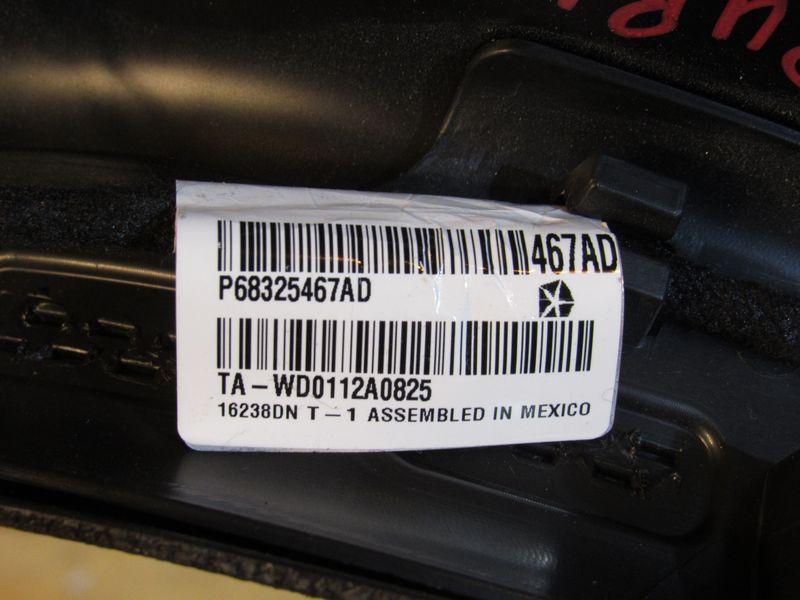 467AD
P68325467AD
TA-WD0112A0825
16238DN T-1 ASSEMBLED IN MEXICO